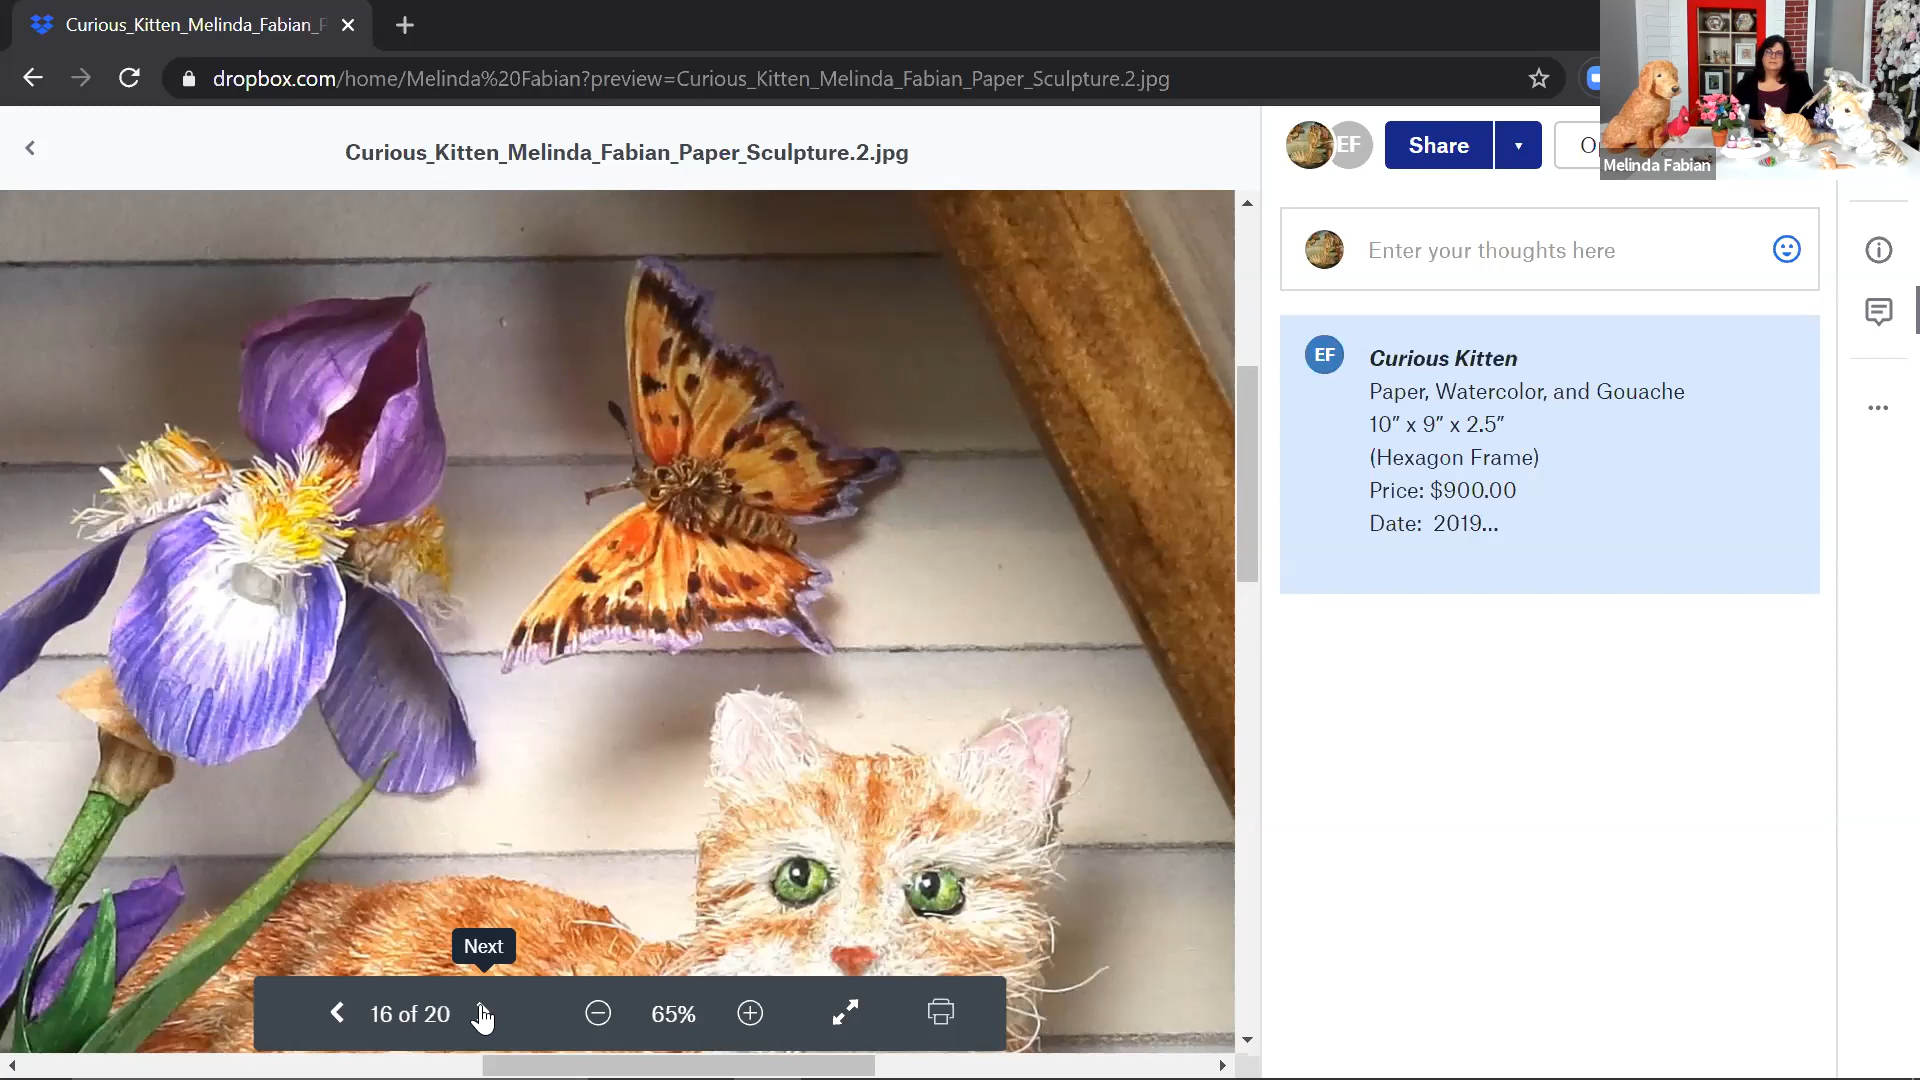 Curious_Kitten_Melinda_Fabian_P
dropbox.com/home/Melinda%20Fabian?preview=Curious_Kitten_Melinda_Fabian_Paper_Sculpture.2.jpg
Curious_Kitten_Melinda_Fabian_Paper_Sculpture.2.jpg
EF
Share
Melinda Fabian
Enter your thoughts here
EF
Curious Kitten
Paper, Watercolor, and Gouache
10” x 9” x 2.5”
(Hexagon Frame)
Price: $900.00
Date: 2019...
Next
16 of 20
65%